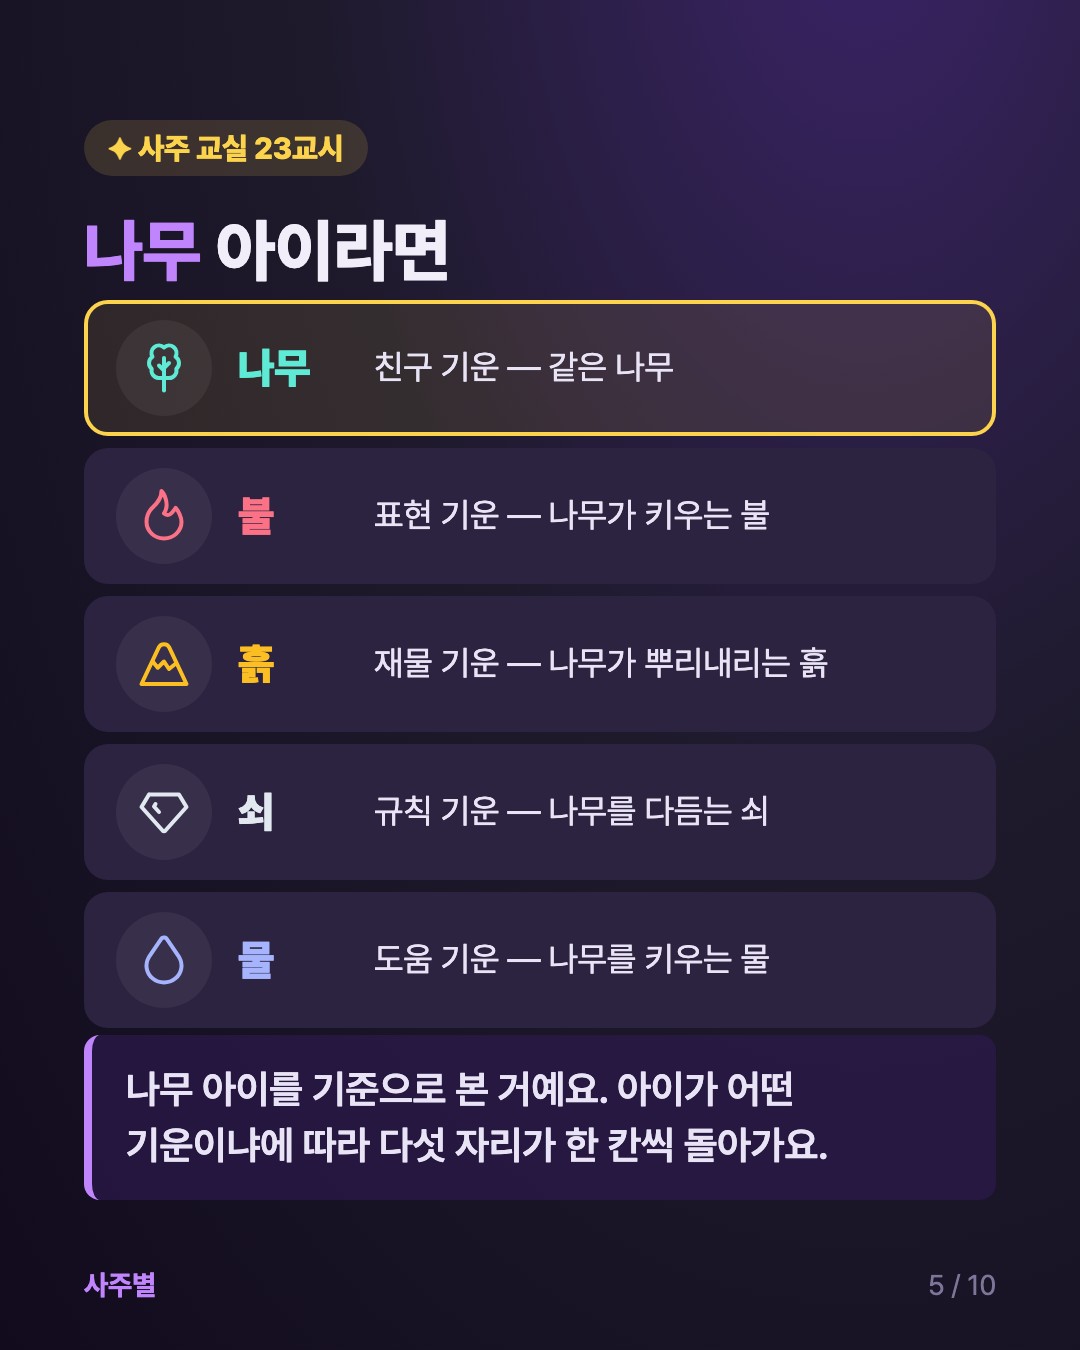 ✦ 사주 교실 23교시
나무 아이라면
나무 친구 기운 — 같은 나무
불 표현 기운 — 나무가 키우는 불
흙 재물 기운 — 나무가 뿌리내리는 흙
쇠 규칙 기운 — 나무를 다듬는 쇠
물 도움 기운 — 나무를 키우는 물
나무 아이를 기준으로 본 거예요. 아이가 어떤
기운이냐에 따라 다섯 자리가 한 칸씩 돌아가요.
사주별 5 / 10